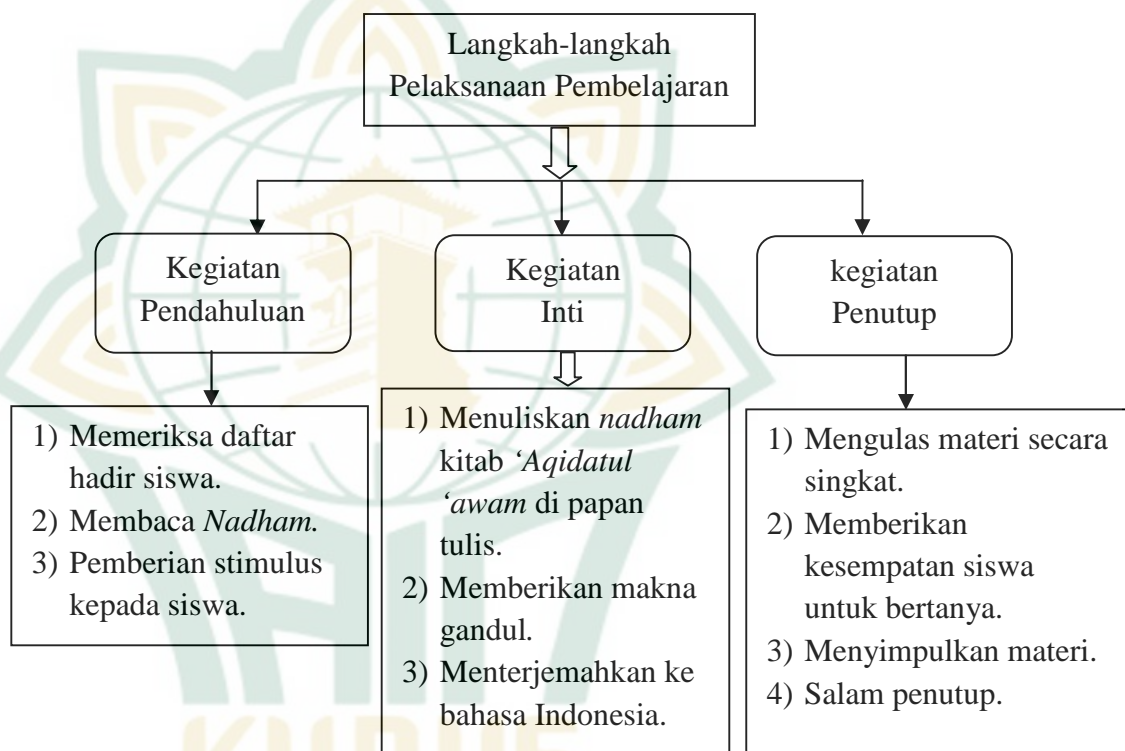 Langkah-langkah
Pelaksanaan Pembelajaran
Kegiatan
Pendahuluan
Kegiatan
Inti
kegiatan
Penutup
1) Memeriksa daftar
hadir siswa.
2) Membaca Nadham.
3) Pemberian stimulus
kepada siswa.
1) Menuliskan nadham
kitab ‘Aqidatul
‘awam di papan
tulis.
2) Memberikan makna
gandul.
3) Menterjemahkan ke
bahasa Indonesia.
1) Mengulas materi secara
singkat.
2) Memberikan
kesempatan siswa
untuk bertanya.
3) Menyimpulkan materi.
4) Salam penutup.